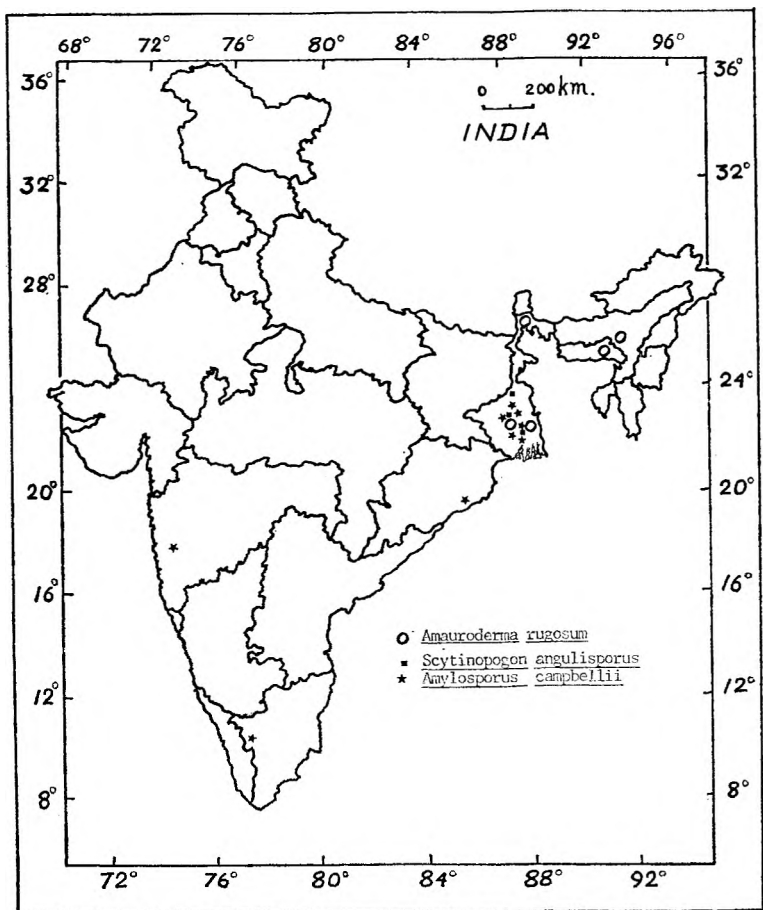 68° 72° 76° 80° 84° 88° 92° 96°
36° 36°
0 200km.
INDIA
32° 32°
28° 28°
24°
20° 20°
16° 16°
Amauroderma rugosum
Scytinopogon angulisporus
Amylosporus campbellii
12° 12°
8° 8°
72° 76° 80° 84° 88° 92°